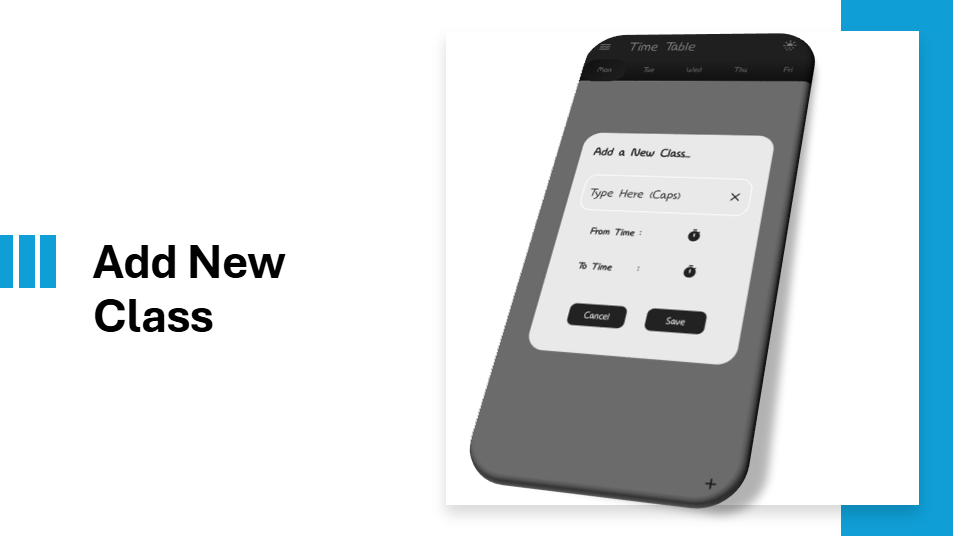 Add New
Class
Time Table
Mon Tue Wed Thu Fri
Add a New Class...
Type Here (Caps)
From Time :
To Time :
Cancel Save